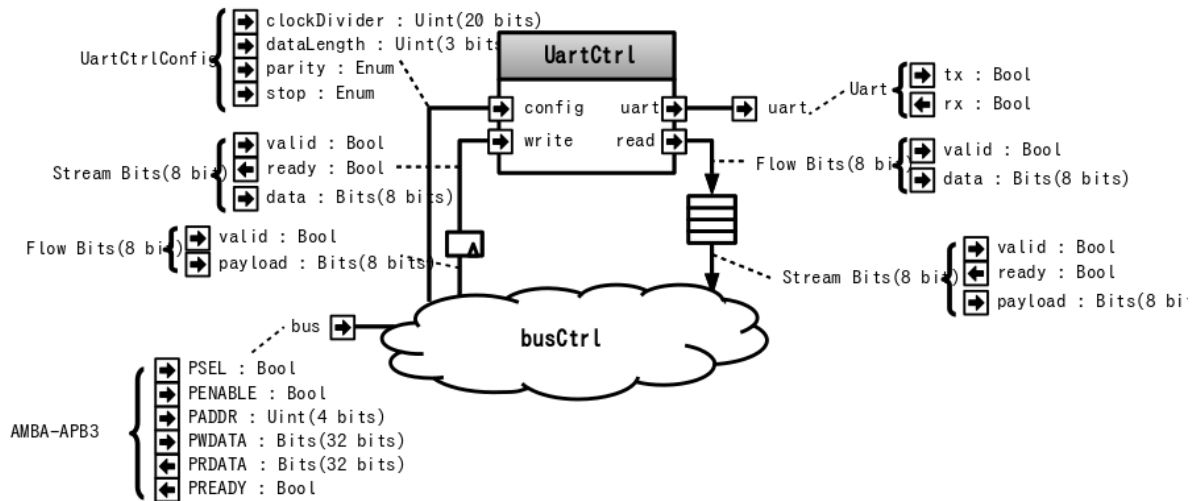 UartCtrlConfig
clockDivider : Uint(20 bits)
dataLength : Uint(3 bits
parity : Enum
stop : Enum
UartCtrl
config
uart
write
read
uart
Uart
tx : Bool
rx : Bool
Stream Bits(8 bit)
valid : Bool
ready : Bool
data : Bits(8 bits)
Flow Bits(8 bit)
valid : Bool
data : Bits(8 bits)
Flow Bits(8 bit)
valid : Bool
payload : Bits(8 bits)
Stream Bits(8 bit)
valid : Bool
ready : Bool
payload : Bits(8 bit
bus
busCtrl
AMBA-APB3
PSEL : Bool
PENABLE : Bool
PADDR : Uint(4 bits)
PWDATA : Bits(32 bits)
PRDATA : Bits(32 bits)
PREADY : Bool